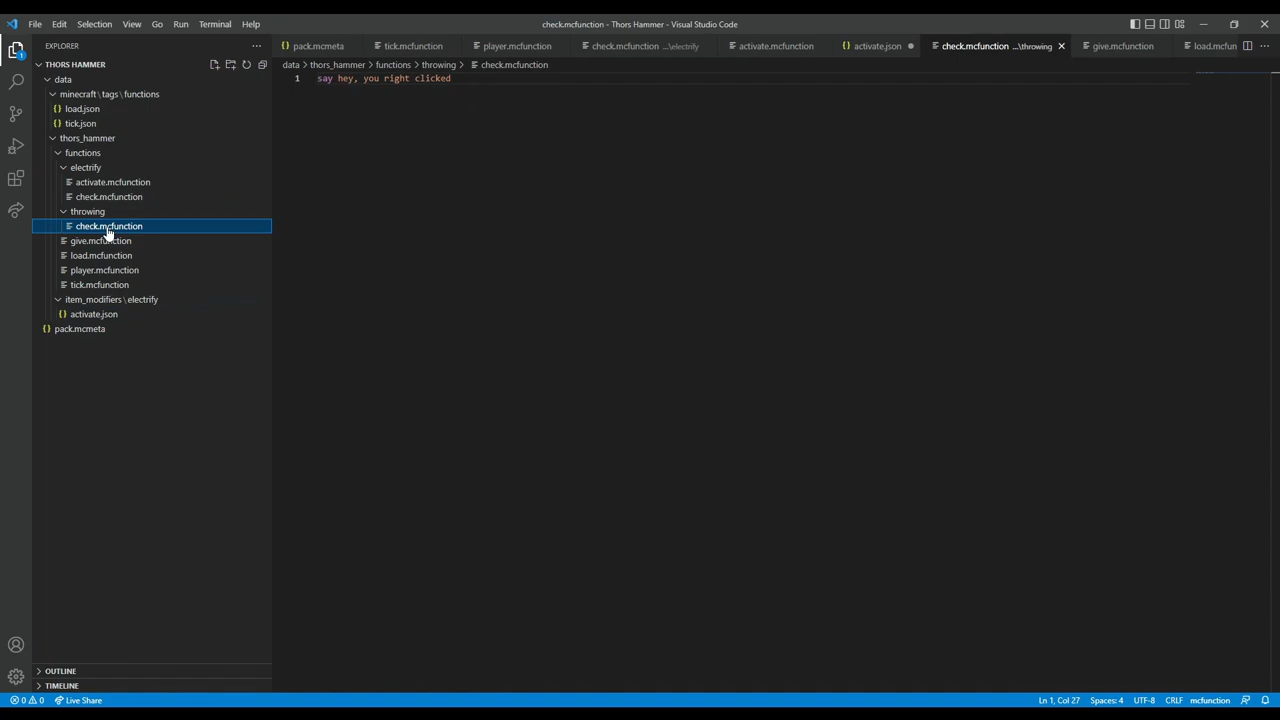 File Edit Selection View Go Run Terminal Help
check.mcfunction - Thors Hammer - Visual Studio Code
EXPLORER
pack.mcmeta
tick.mcfunction
player.mcfunction
check.mcfunction ...\electrify
activate.mcfunction
activate.json
check.mcfunction ...\throwing
give.mcfunction
load.mcfun
THORS HAMMER
data > thors_hammer > functions > throwing > check.mcfunction
data
1 say hey, you right clicked
minecraft\tags\functions
load.json
tick.json
thors_hammer
functions
electrify
activate.mcfunction
check.mcfunction
throwing
check.mcfunction
give.mcfunction
load.mcfunction
player.mcfunction
tick.mcfunction
item_modifiers\electrify
activate.json
pack.mcmeta
OUTLINE
TIMELINE
1
0 0 Live Share
Ln 1, Col 27 Spaces: 4 UTF-8 CRLF mcfunction